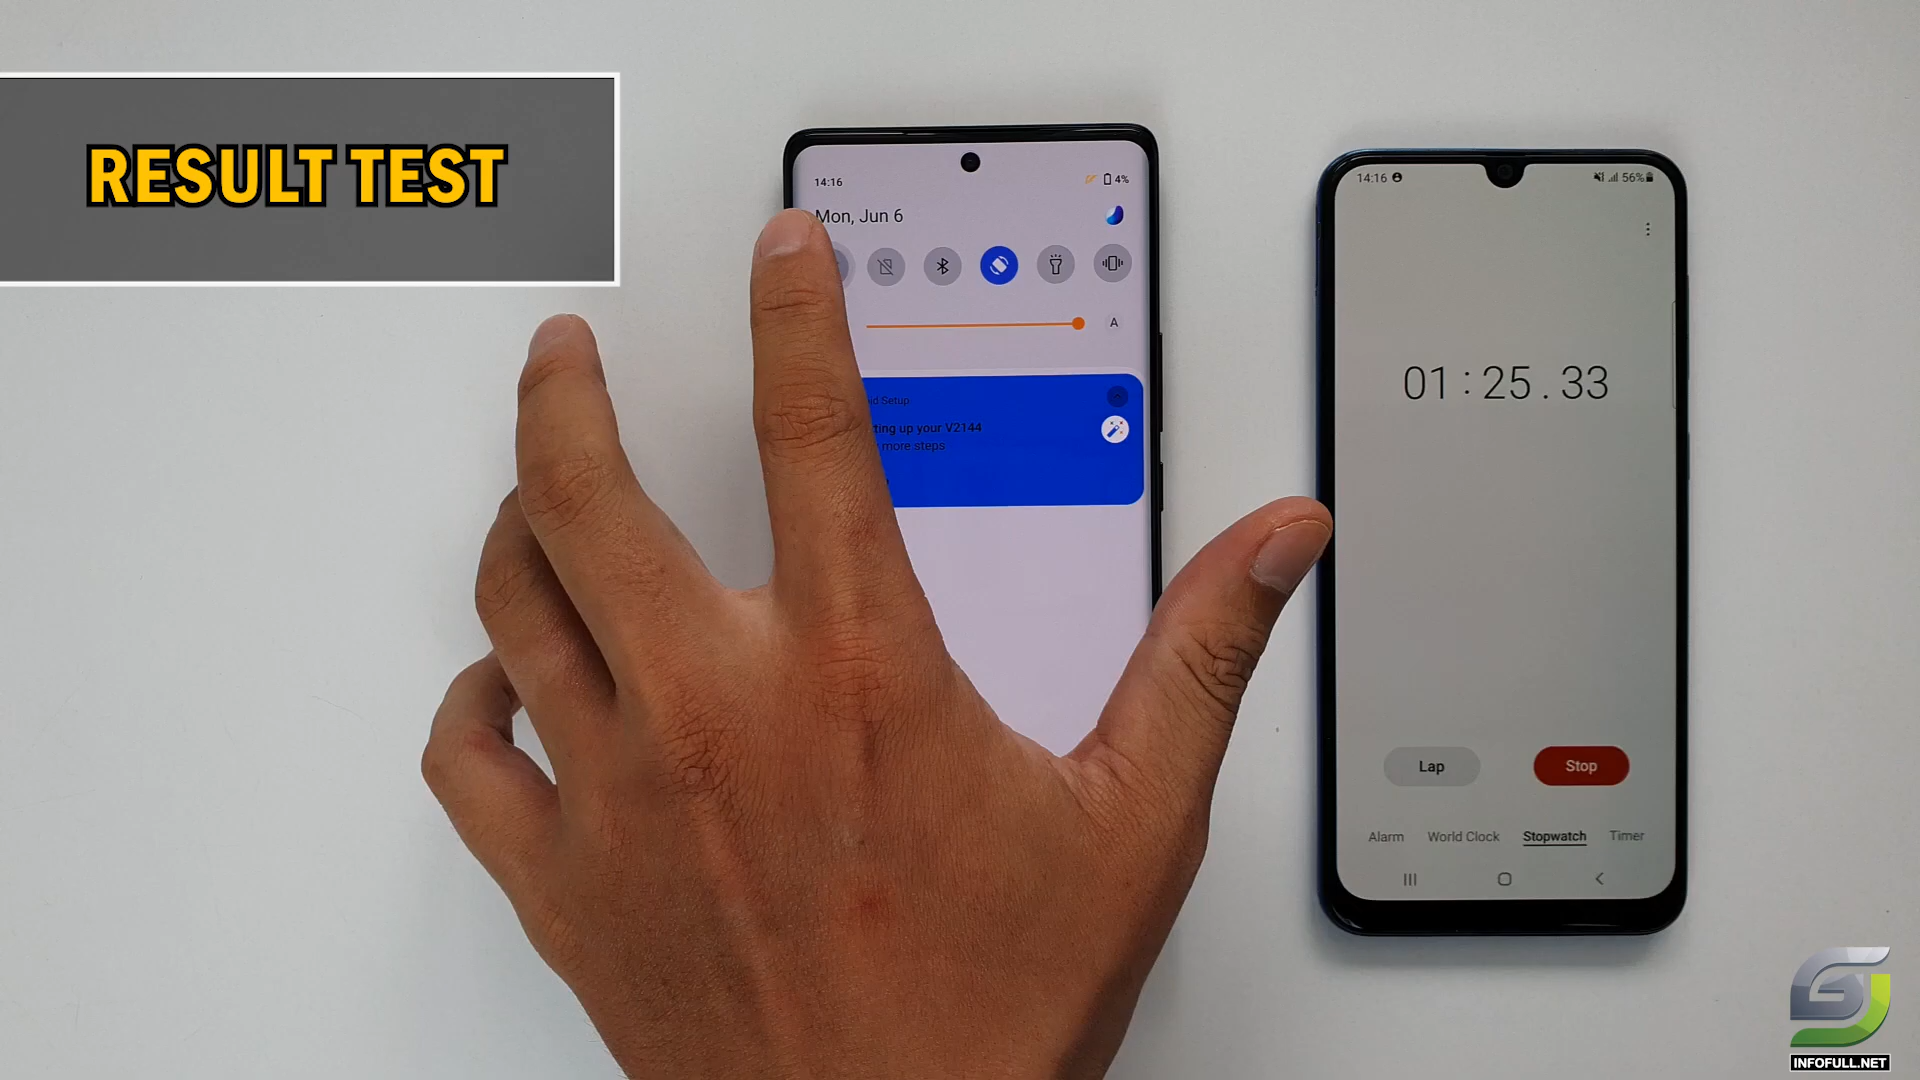 RESULT TEST
14:16
4%
Mon, Jun 6
A
oid Setup
ting up your V2144
more steps
14:16
56%
01:25.33
Lap
Stop
Alarm
World Clock
Stopwatch
Timer
INFOFULL.NET